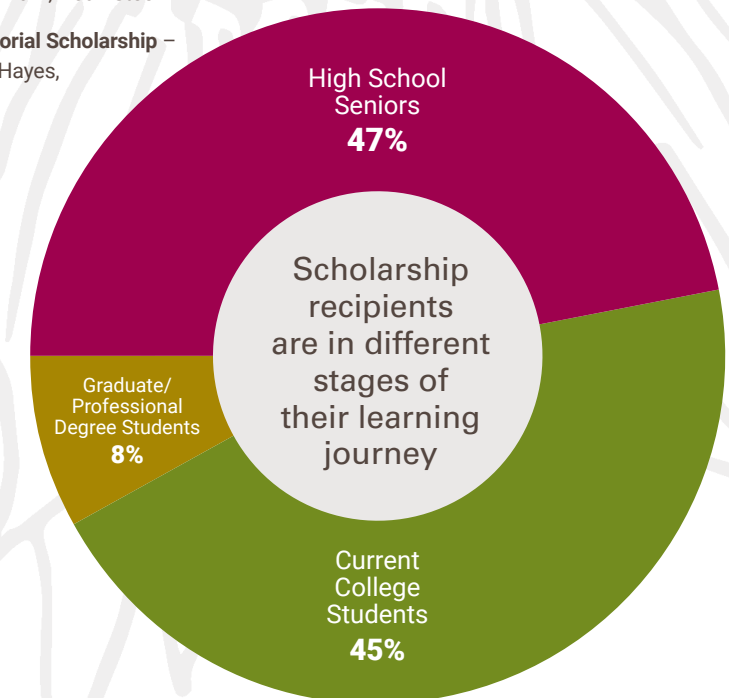 orial Scholarship –
Hayes,
High School
Seniors
47%
Scholarship
recipients
are in different
stages of
their learning
journey
Graduate/
Professional
Degree Students
8%
Current
College
Students
45%